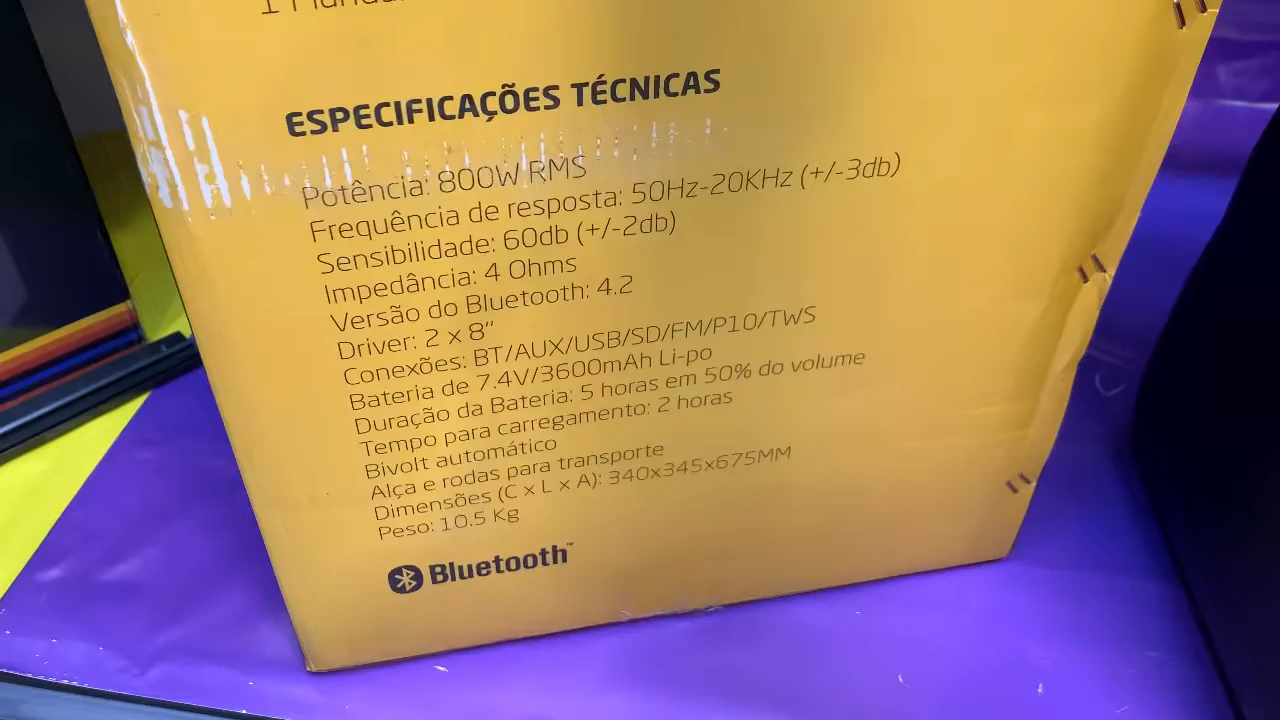 ESPECIFICAÇÕES TÉCNICAS
Potência: 800W RMS
Frequência de resposta: 50Hz-20KHz (+/-3db)
Sensibilidade: 60db (+/-2db)
Impedância: 4 Ohms
Versão do Bluetooth: 4.2
Driver: 2 x 8"
Conexões: BT/AUX/USB/SD/FM/P10/TWS
Bateria de 7.4V/3600mAh Li-po
Duração da Bateria: 5 horas em 50% do volume
Tempo para carregamento: 2 horas
Bivolt automático
Alça e rodas para transporte
Dimensões (C x L x A): 340x345x675MM
Peso: 10.5 Kg
Bluetooth™